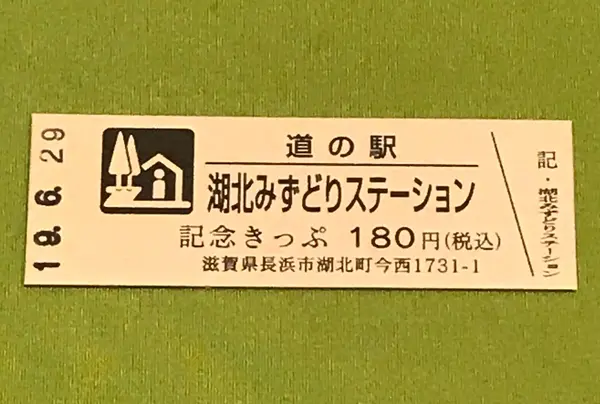 19.6.29
道の駅
湖北みずどりステーション
記念きっぷ 180円(税込)
滋賀県長浜市湖北町今西1731-1
記・湖北みずどりステーション